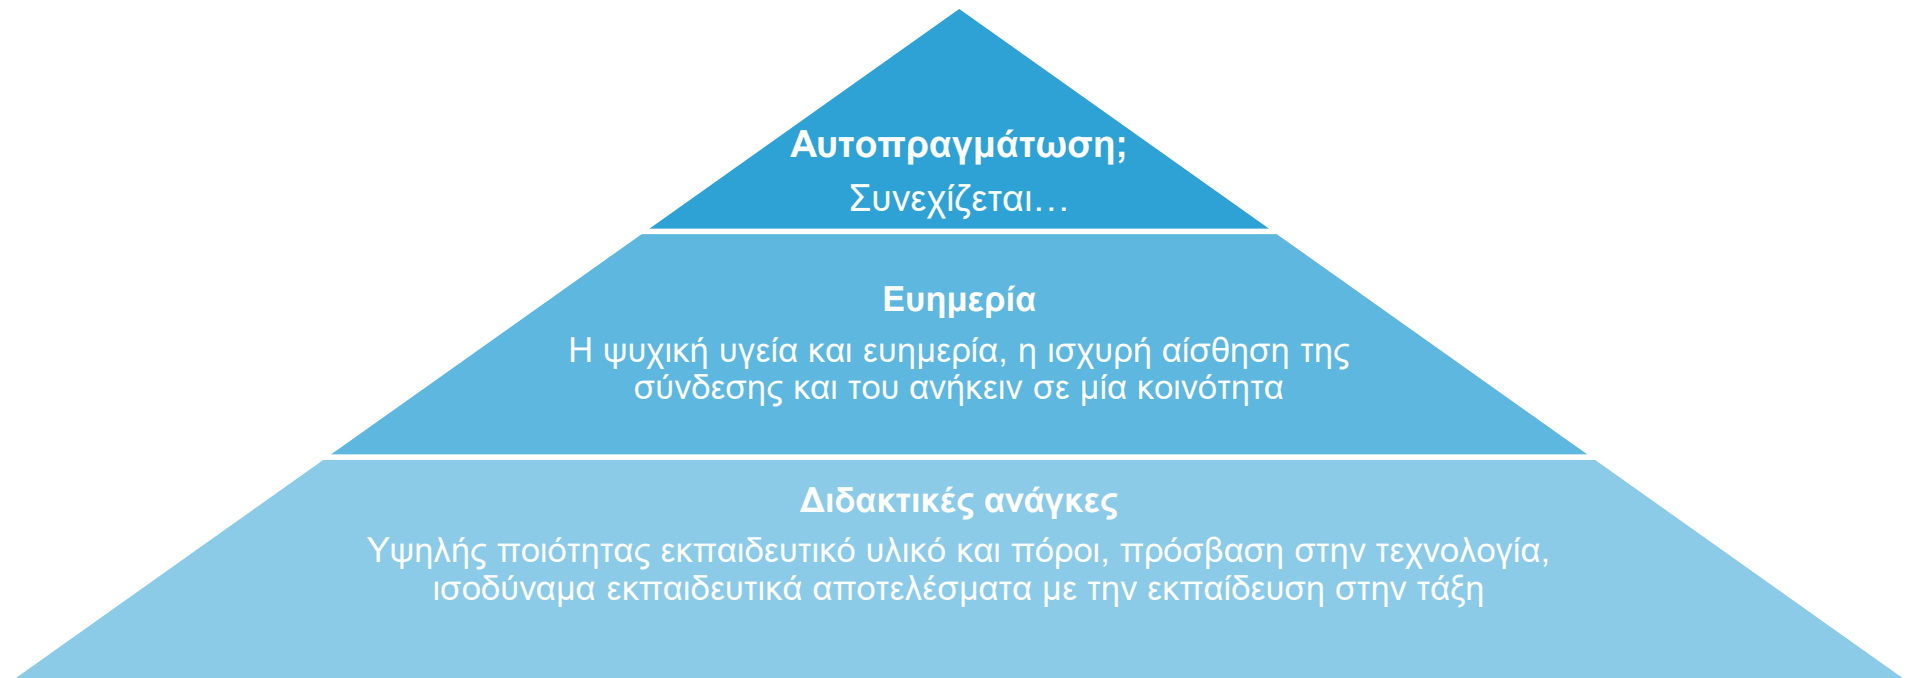 Αυτοπραγμάτωση;
Συνεχίζεται…
Ευημερία
Η ψυχική υγεία και ευημερία, η ισχυρή αίσθηση της
σύνδεσης και του ανήκειν σε μία κοινότητα
Διδακτικές ανάγκες
Υψηλής ποιότητας εκπαιδευτικό υλικό και πόροι, πρόσβαση στην τεχνολογία,
ισοδύναμα εκπαιδευτικά αποτελέσματα με την εκπαίδευση στην τάξη